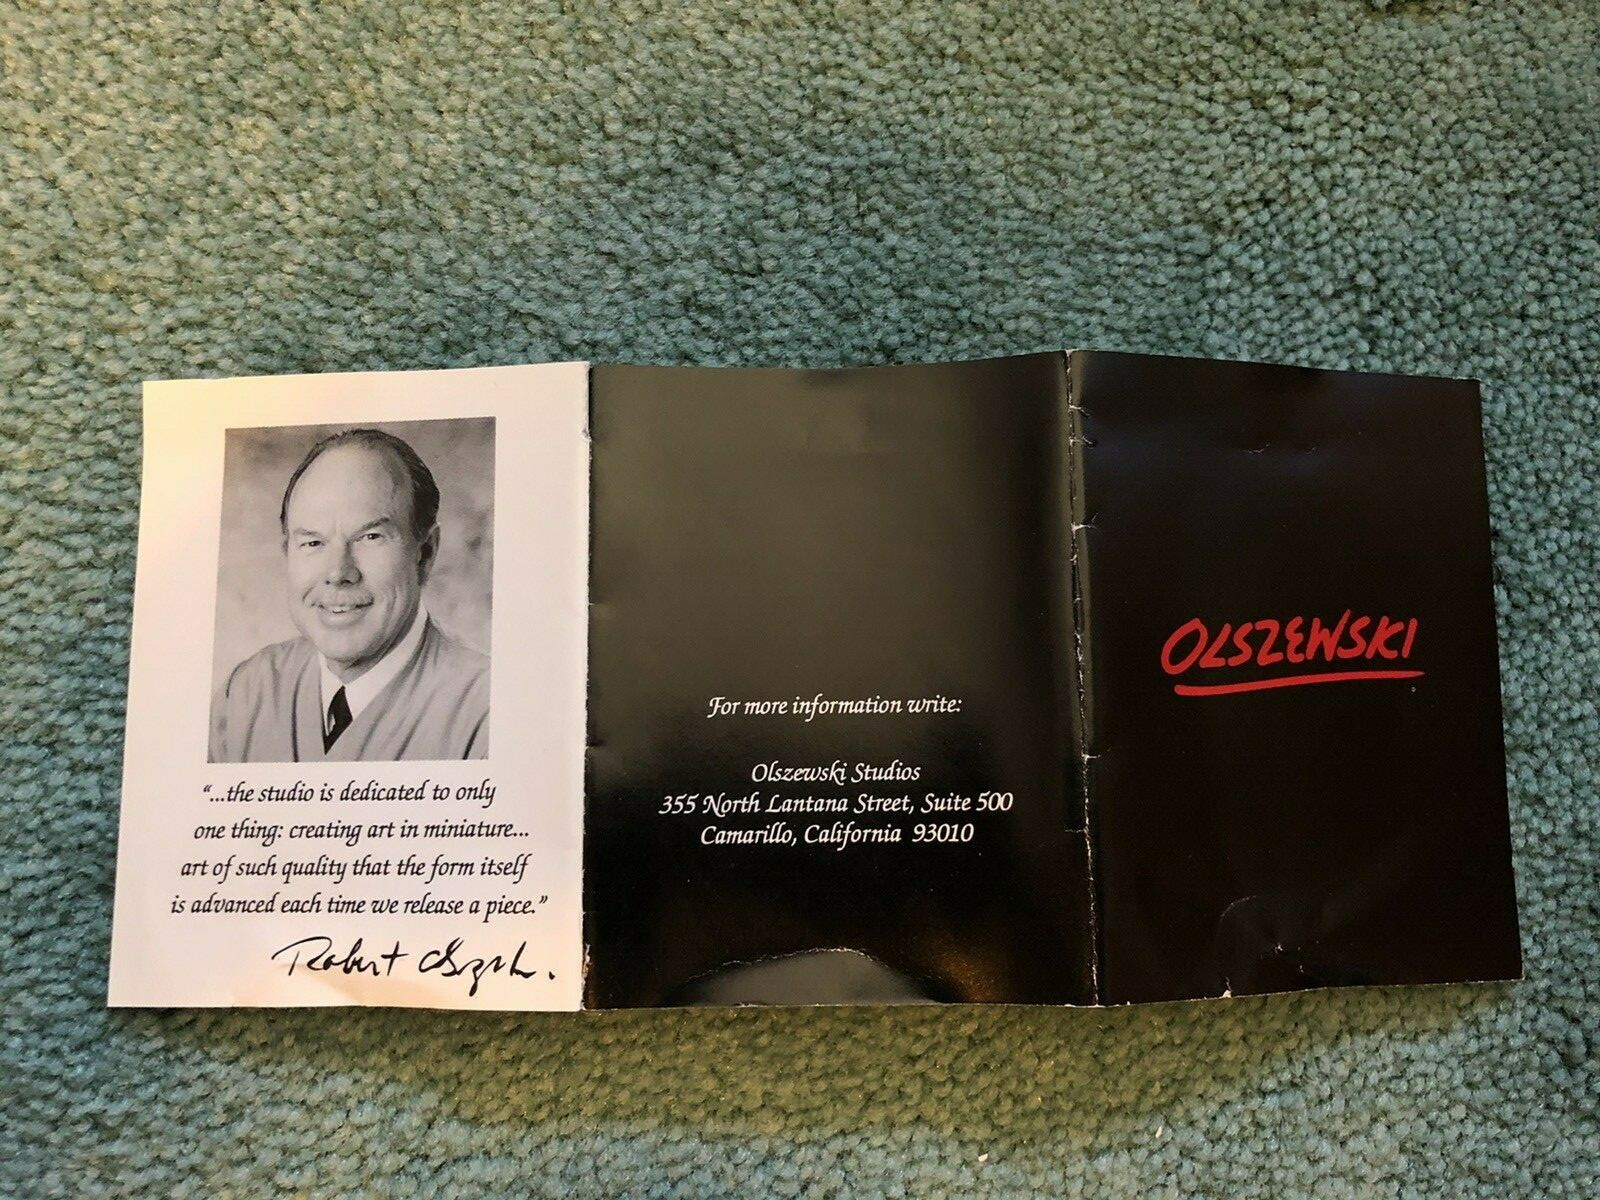 “...the studio is dedicated to only
one thing: creating art in miniature...
art of such quality that the form itself
is advanced each time we release a piece.”
Robert
For more information write:
Olszewski Studios
355 North Lantana Street, Suite 500
Camarillo, California 93010
OLSZEWSKI